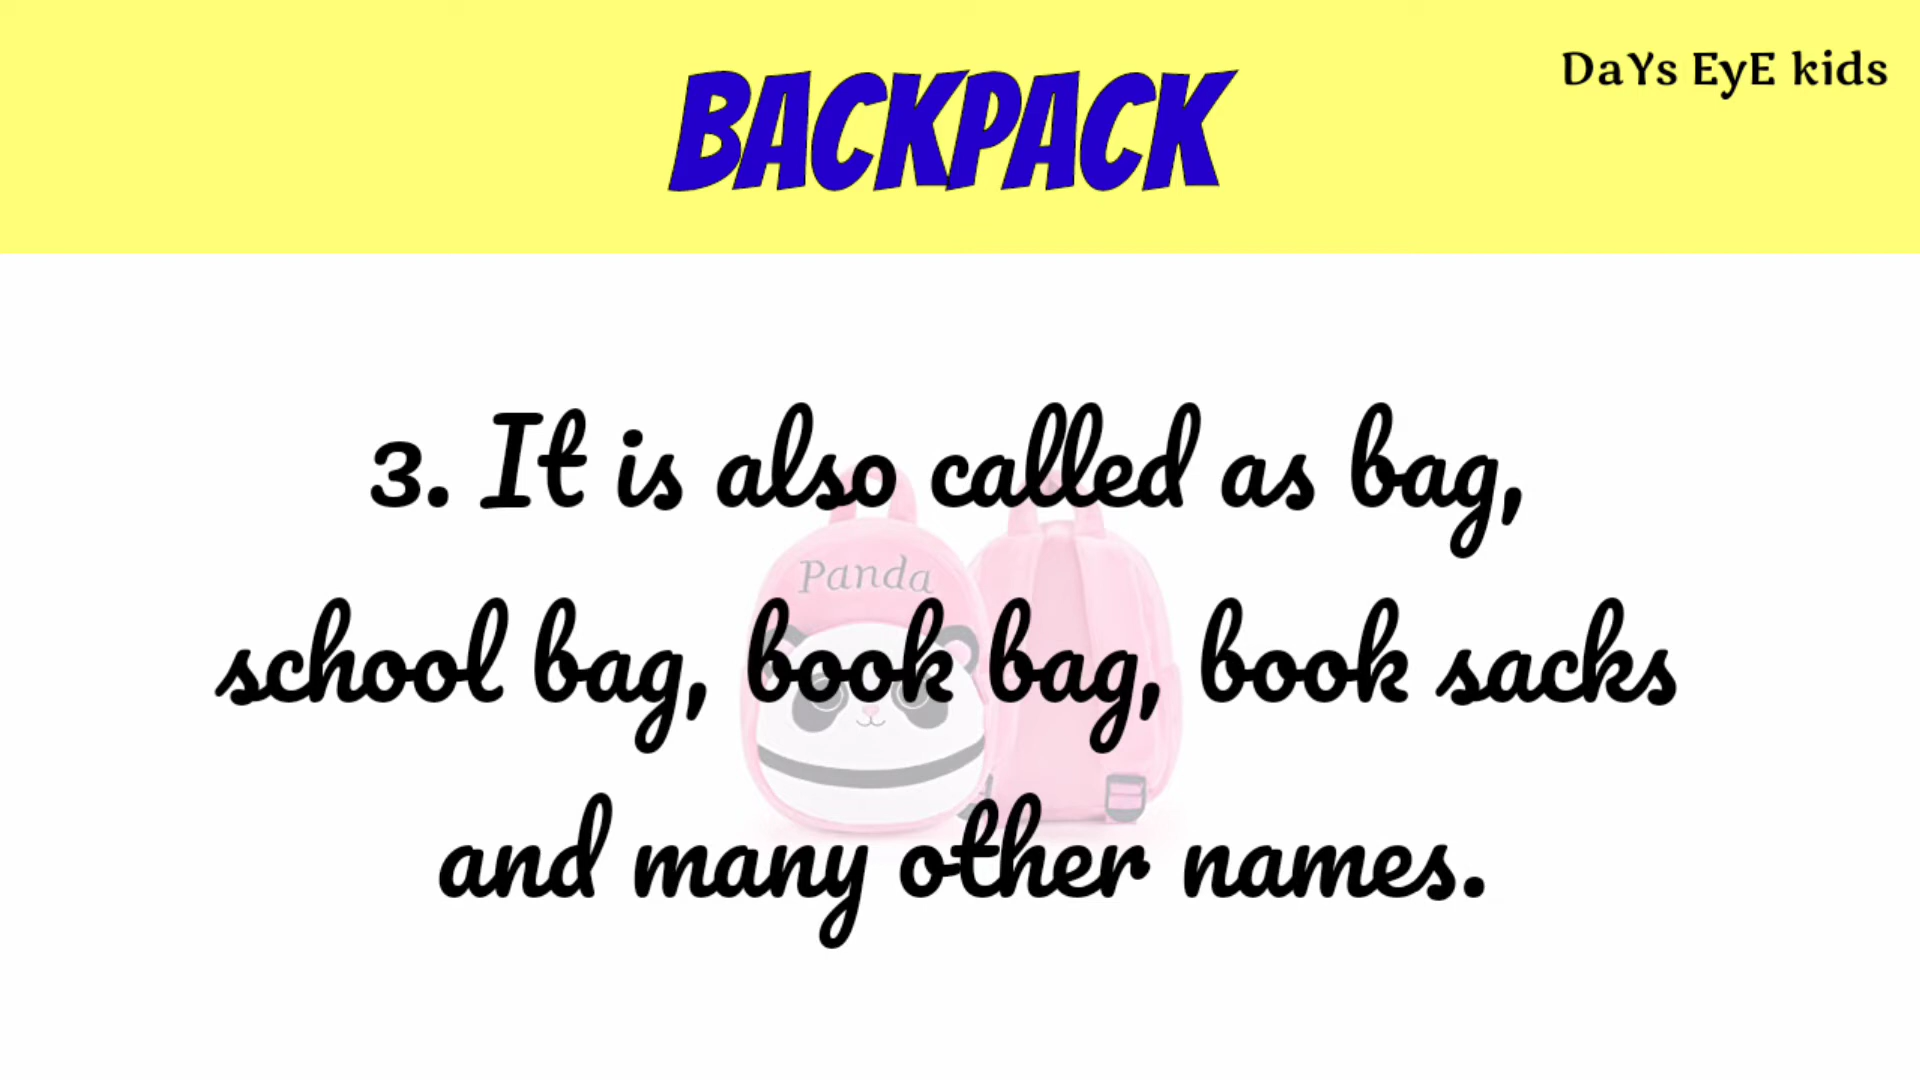 BACKPACK
DaYs EyE kids
3. It is also called as bag,
Panda
school bag, book bag, book sacks
and many other names.